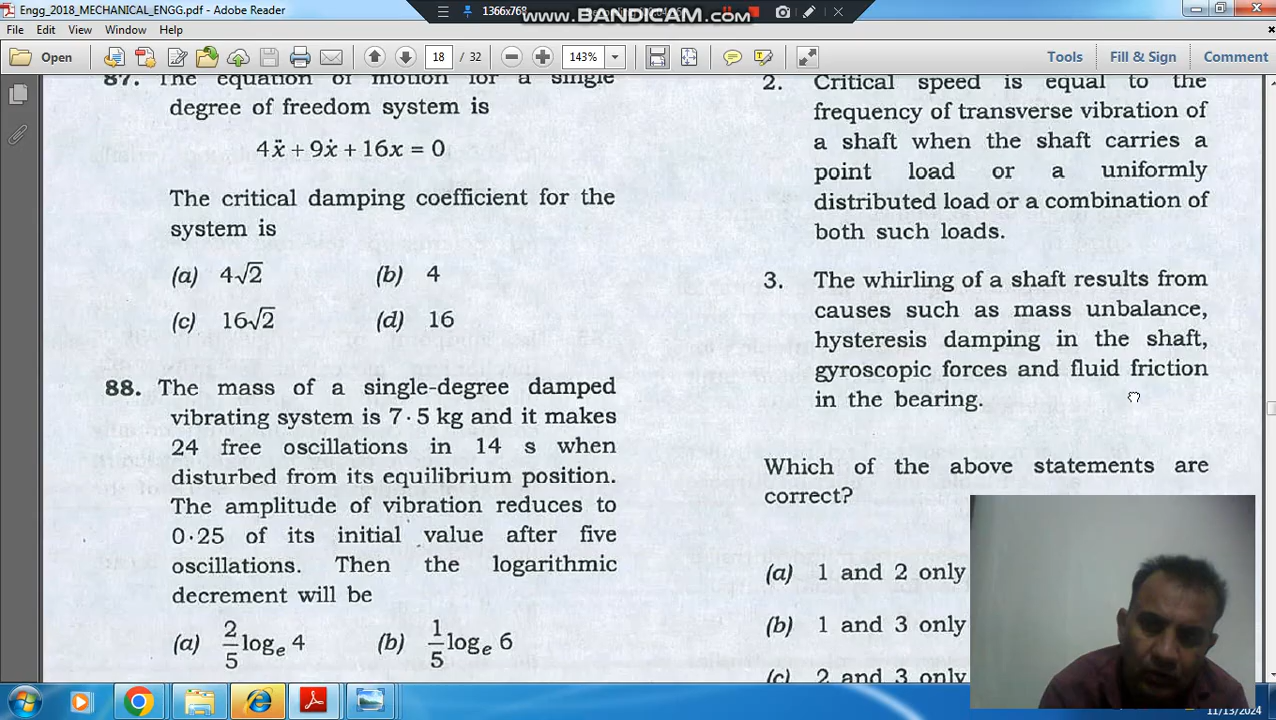 Engg_2018_MECHANICAL_ENGG.pdf - Adobe Reader
1366x768
www.BANDICAM.com
File Edit View Window Help
Open 18 / 32 143% Tools Fill & Sign Comment
87. The equation of motion for a single
degree of freedom system is
4ẍ + 9ẋ + 16x = 0
The critical damping coefficient for the
system is
(a) 4√2 (b) 4
(c) 16√2 (d) 16
88. The mass of a single-degree damped
vibrating system is 7·5 kg and it makes
24 free oscillations in 14 s when
disturbed from its equilibrium position.
The amplitude of vibration reduces to
0·25 of its initial value after five
oscillations. Then the logarithmic
decrement will be
(a) 2/5 logₑ 4 (b) 1/5 logₑ 6
2. Critical speed is equal to the
frequency of transverse vibration of
a shaft when the shaft carries a
point load or a uniformly
distributed load or a combination of
both such loads.
3. The whirling of a shaft results from
causes such as mass unbalance,
hysteresis damping in the shaft,
gyroscopic forces and fluid friction
in the bearing.
Which of the above statements are
correct?
(a) 1 and 2 only
(b) 1 and 3 only
(c) 2 and 3 only
11/13/2024